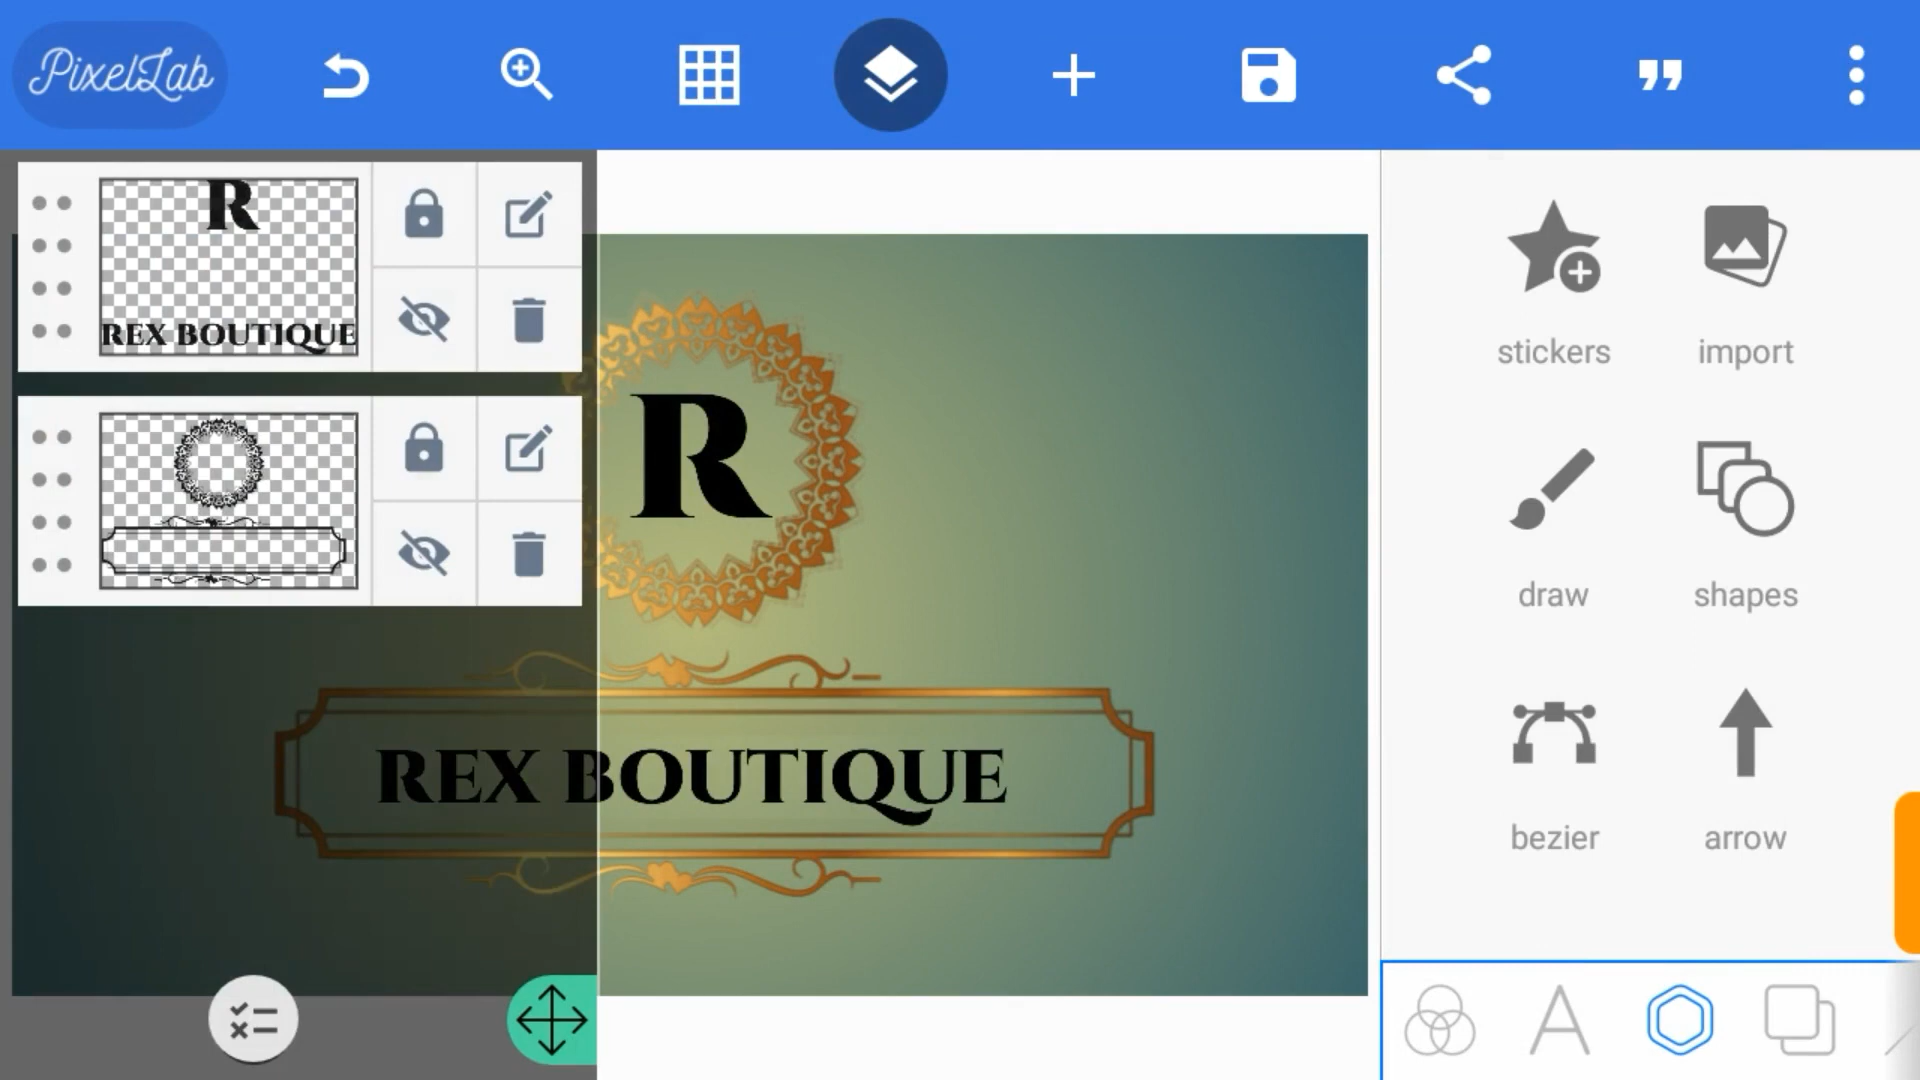 PixelLab
R
REX BOUTIQUE
R
REX BOUTIQUE
stickers
import
draw
shapes
bezier
arrow